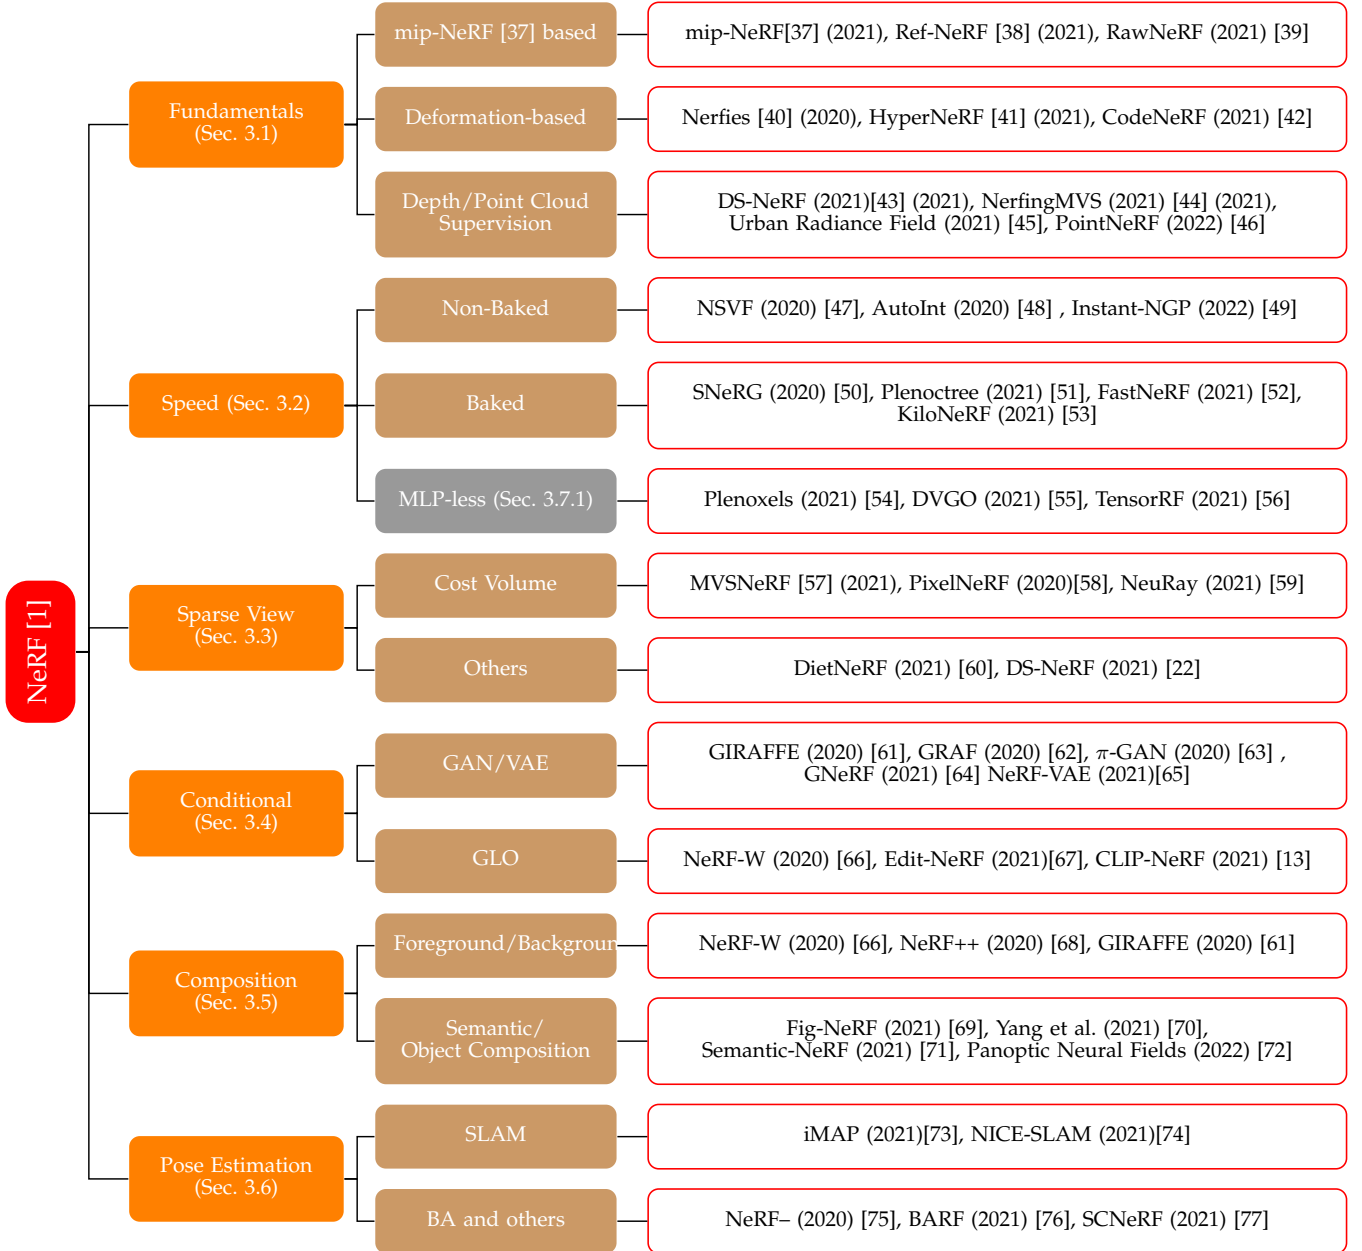 NeRF [1]
Fundamentals
(Sec. 3.1)
mip-NeRF [37] based
mip-NeRF[37] (2021), Ref-NeRF [38] (2021), RawNeRF (2021) [39]
Deformation-based
Nerfies [40] (2020), HyperNeRF [41] (2021), CodeNeRF (2021) [42]
Depth/Point Cloud
Supervision
DS-NeRF (2021)[43] (2021), NerfingMVS (2021) [44] (2021),
Urban Radiance Field (2021) [45], PointNeRF (2022) [46]
Speed (Sec. 3.2)
Non-Baked
NSVF (2020) [47], AutoInt (2020) [48] , Instant-NGP (2022) [49]
Baked
SNeRG (2020) [50], Plenoctree (2021) [51], FastNeRF (2021) [52],
KiloNeRF (2021) [53]
MLP-less (Sec. 3.7.1)
Plenoxels (2021) [54], DVGO (2021) [55], TensorRF (2021) [56]
Sparse View
(Sec. 3.3)
Cost Volume
MVSNeRF [57] (2021), PixelNeRF (2020)[58], NeuRay (2021) [59]
Others
DietNeRF (2021) [60], DS-NeRF (2021) [22]
Conditional
(Sec. 3.4)
GAN/VAE
GIRAFFE (2020) [61], GRAF (2020) [62], π-GAN (2020) [63] ,
GNeRF (2021) [64] NeRF-VAE (2021)[65]
GLO
NeRF-W (2020) [66], Edit-NeRF (2021)[67], CLIP-NeRF (2021) [13]
Composition
(Sec. 3.5)
Foreground/Backgroun
NeRF-W (2020) [66], NeRF++ (2020) [68], GIRAFFE (2020) [61]
Semantic/
Object Composition
Fig-NeRF (2021) [69], Yang et al. (2021) [70],
Semantic-NeRF (2021) [71], Panoptic Neural Fields (2022) [72]
Pose Estimation
(Sec. 3.6)
SLAM
iMAP (2021)[73], NICE-SLAM (2021)[74]
BA and others
NeRF– (2020) [75], BARF (2021) [76], SCNeRF (2021) [77]